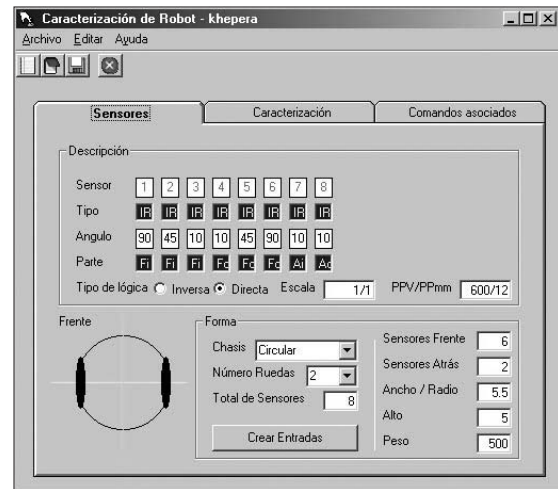 Caracterización de Robot - khepera
Archivo Editar Ayuda
Sensores Caracterización Comandos asociados
Descripción
Sensor 1 2 3 4 5 6 7 8
Tipo IR IR IR IR IR IR IR IR
Angulo 90 45 10 10 45 90 10 10
Parte Fi Fi Fi Fd Fd Fd Ai Ad
Tipo de lógica Inversa Directa Escala 1/1 PPV/PPmm 600/12
Frente
Forma
Chasis Circular
Número Ruedas 2
Total de Sensores 8
Crear Entradas
Sensores Frente 6
Sensores Atrás 2
Ancho / Radio 5.5
Alto 5
Peso 500